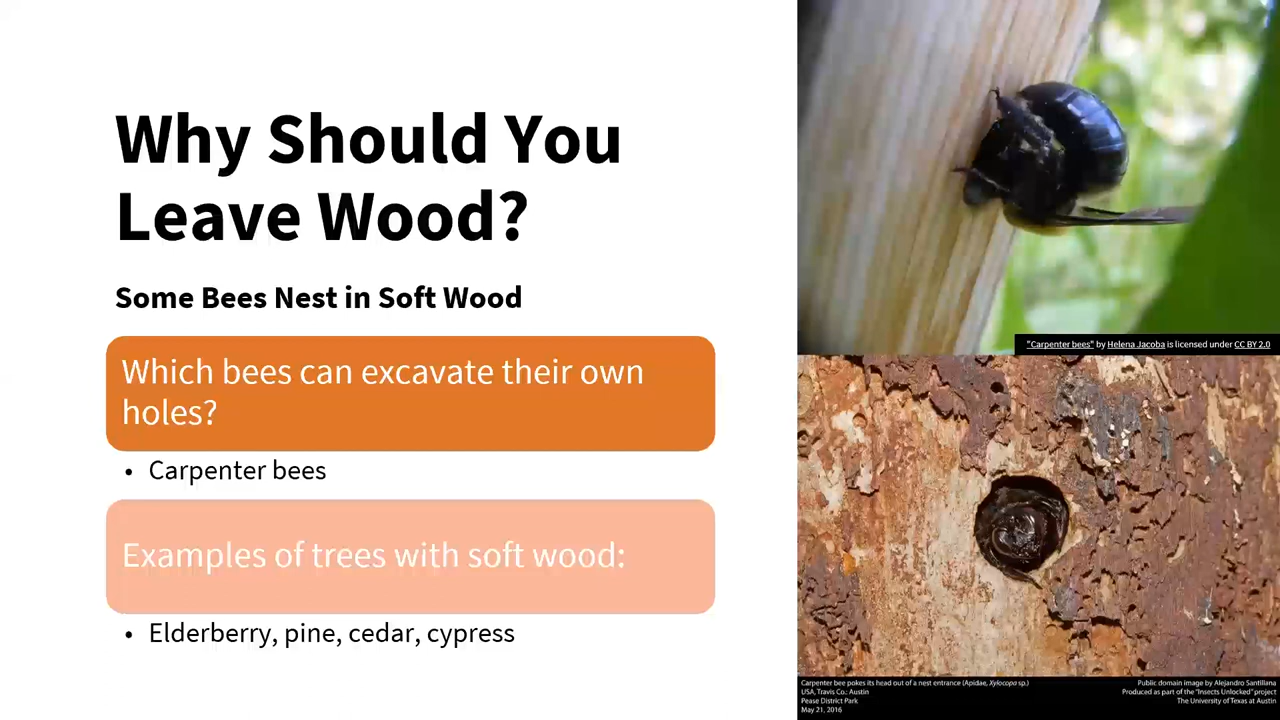 Why Should You
Leave Wood?
Some Bees Nest in Soft Wood
Which bees can excavate their own
holes?
• Carpenter bees
Examples of trees with soft wood:
• Elderberry, pine, cedar, cypress
"Carpenter bees" by Helena Jacoba is licensed under CC BY 2.0
Carpenter bee pokes its head out of a nest entrance (Apidae, Xylocopa sp.)
USA, Travis Co.: Austin
Pease District Park
May 21, 2016
Public domain image by Alejandro Santillana
Produced as part of the "Insects Unlocked" project
The University of Texas at Austin